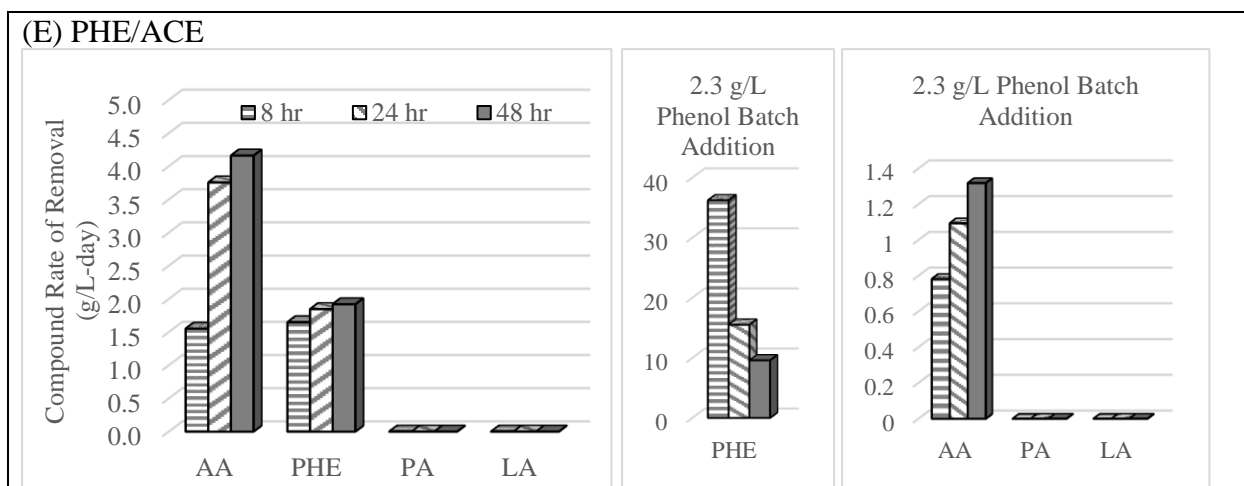 (E) PHE/ACE
Compound Rate of Removal
(g/L-day)
5.0
4.5
4.0
3.5
3.0
2.5
2.0
1.5
1.0
0.5
0.0
8 hr 24 hr 48 hr
AA PHE PA LA
2.3 g/L
Phenol Batch
Addition
40
30
20
10
0
PHE
2.3 g/L Phenol Batch
Addition
1.4
1.2
1
0.8
0.6
0.4
0.2
0
AA PA LA